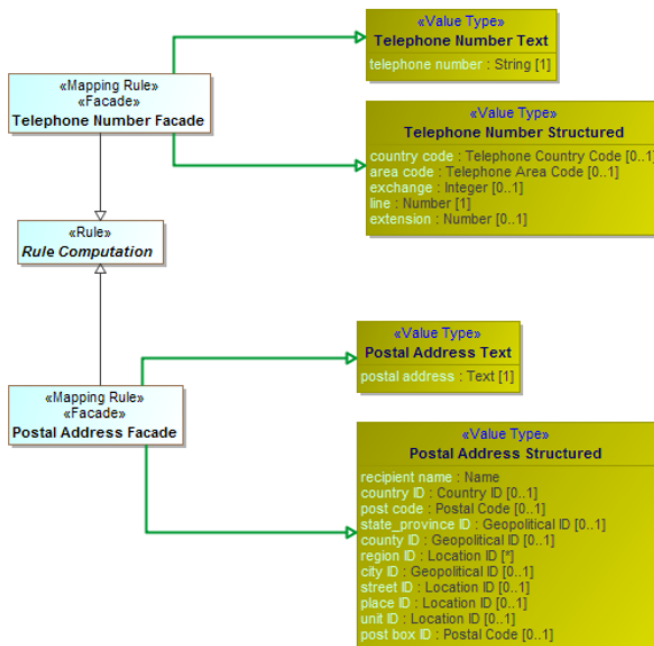 «Value Type»
Telephone Number Text
telephone number : String [1]
«Mapping Rule»
«Facade»
Telephone Number Facade
«Value Type»
Telephone Number Structured
country code : Telephone Country Code [0..1]
area code : Telephone Area Code [0..1]
exchange : Integer [0..1]
line : Number [1]
extension : Number [0..1]
«Rule»
Rule Computation
«Value Type»
Postal Address Text
postal address : Text [1]
«Mapping Rule»
«Facade»
Postal Address Facade
«Value Type»
Postal Address Structured
recipient name : Name
country ID : Country ID [0..1]
post code : Postal Code [0..1]
state_province ID : Geopolitical ID [0..1]
county ID : Geopolitical ID [0..1]
region ID : Location ID [*]
city ID : Geopolitical ID [0..1]
street ID : Location ID [0..1]
place ID : Location ID [0..1]
unit ID : Location ID [0..1]
post box ID : Postal Code [0..1]